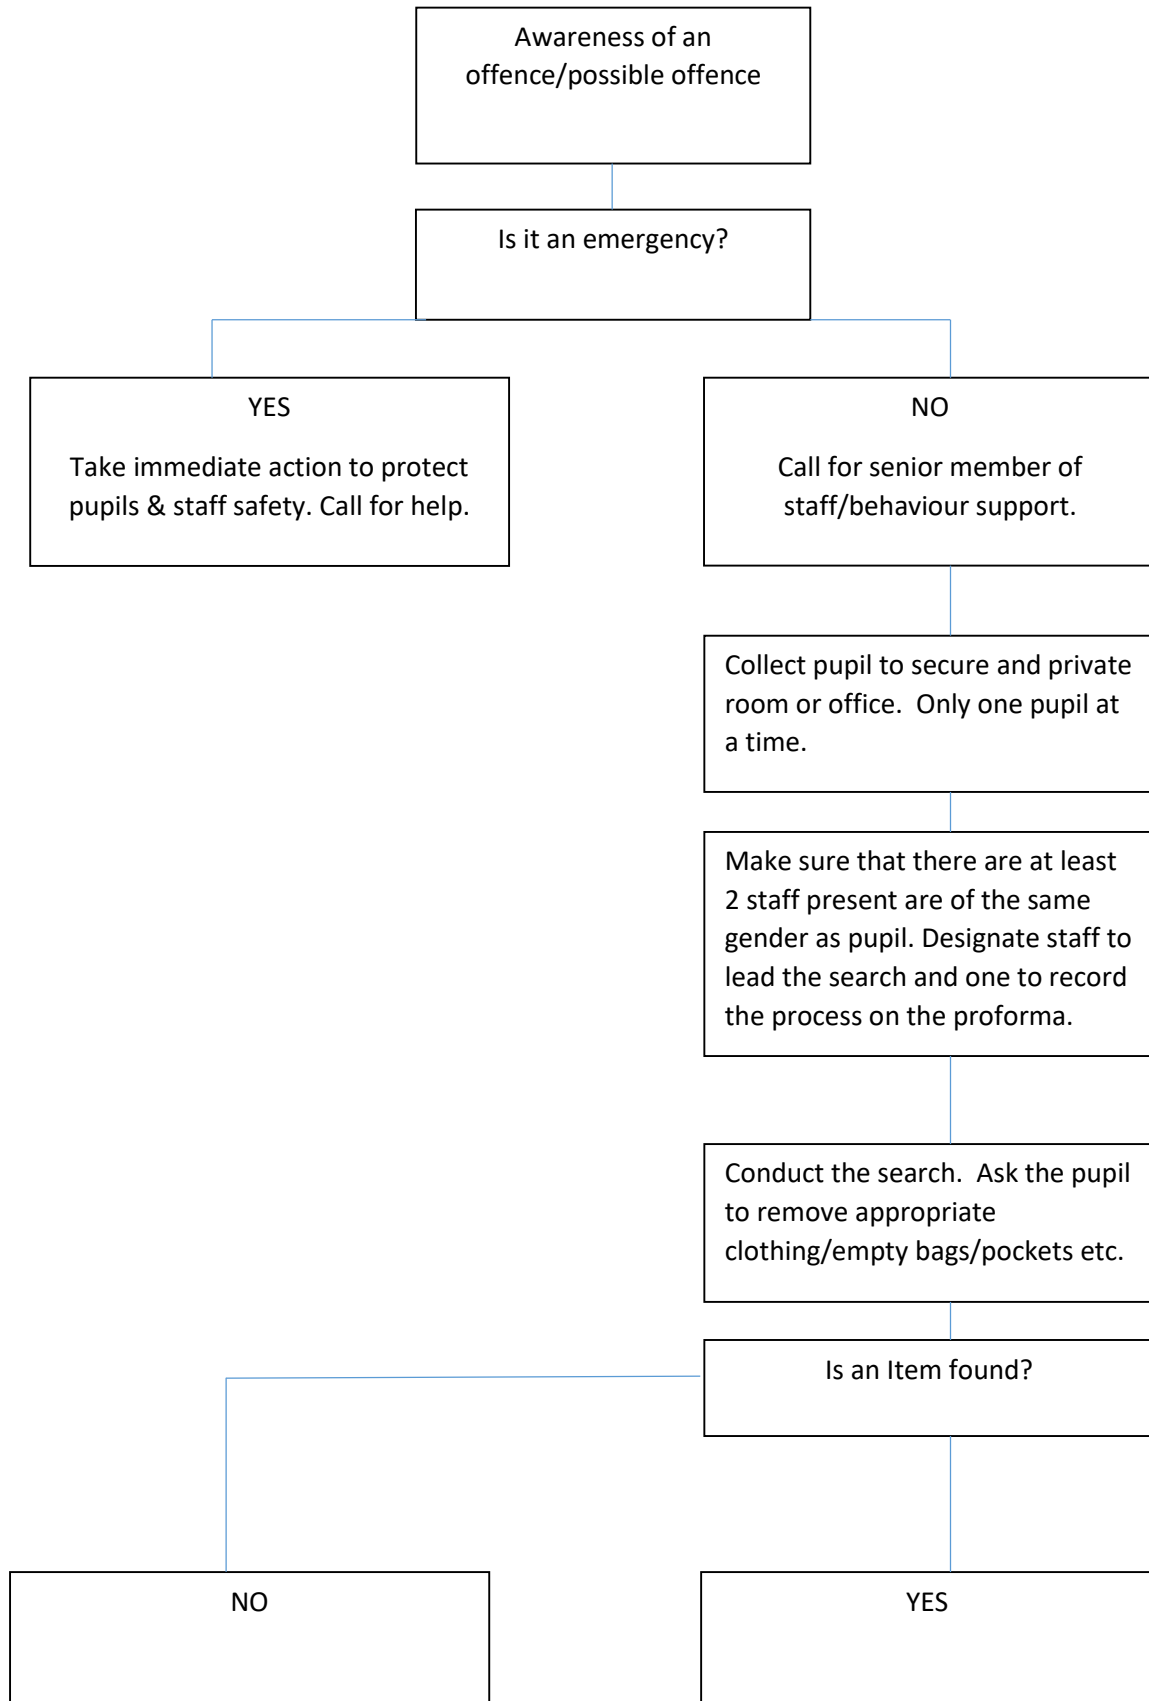 Awareness of an
offence/possible offence
Is it an emergency?
YES
Take immediate action to protect
pupils & staff safety. Call for help.
NO
Call for senior member of
staff/behaviour support.
Collect pupil to secure and private
room or office.  Only one pupil at
a time.
Make sure that there are at least
2 staff present are of the same
gender as pupil. Designate staff to
lead the search and one to record
the process on the proforma.
Conduct the search.  Ask the pupil
to remove appropriate
clothing/empty bags/pockets etc.
Is an Item found?
NO
YES